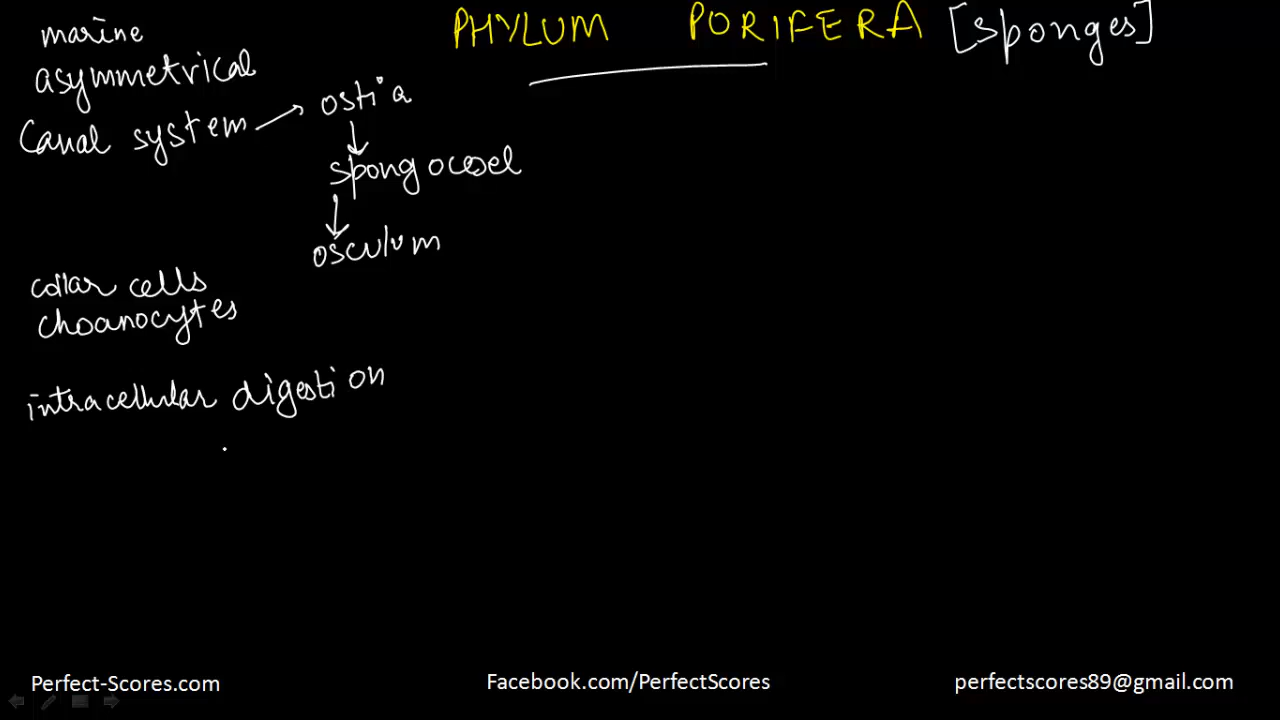 PHYLUM PORIFERA [sponges]
marine
asymmetrical
Canal system → ostia
↓
spongocoel
↓
osculum
collar cells
choanocytes
intracellular digestion
Perfect-Scores.com
Facebook.com/PerfectScores
perfectscores89@gmail.com